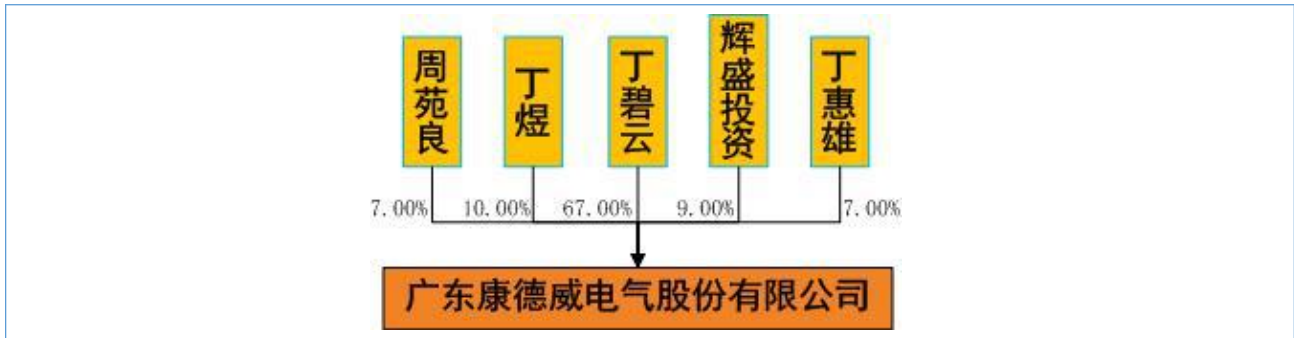 周苑良
丁煜
丁碧云
辉盛投资
丁惠雄
7.00%
10.00%
67.00%
9.00%
7.00%
广东康德威电气股份有限公司